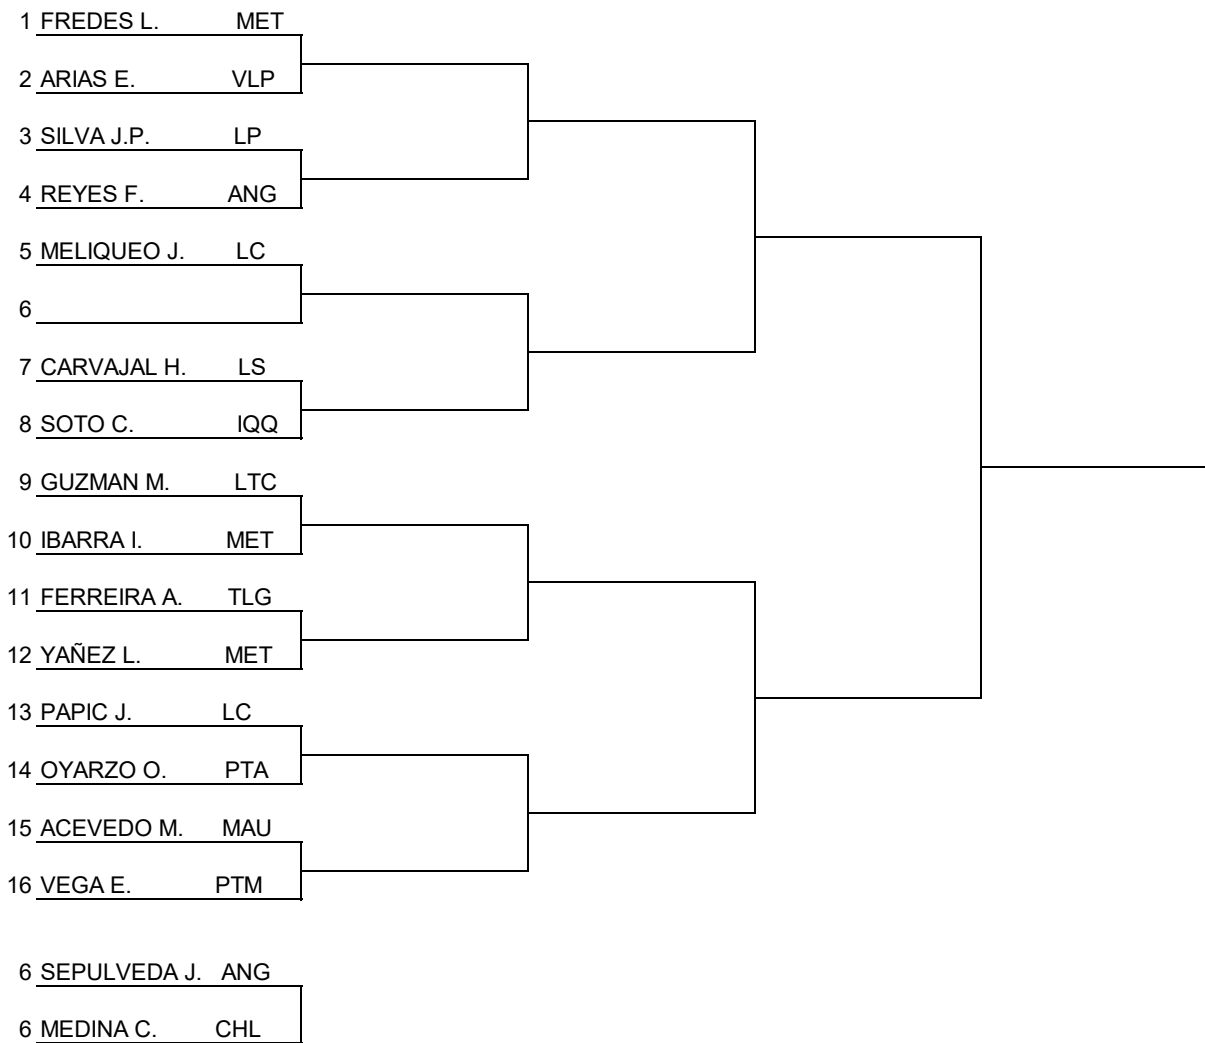 1 FREDES L. MET
2 ARIAS E. VLP
3 SILVA J.P. LP
4 REYES F. ANG
5 MELIQUEO J. LC
6
7 CARVAJAL H. LS
8 SOTO C. IQQ
9 GUZMAN M. LTC
10 IBARRA I. MET
11 FERREIRA A. TLG
12 YAÑEZ L. MET
13 PAPIC J. LC
14 OYARZO O. PTA
15 ACEVEDO M. MAU
16 VEGA E. PTM
6 SEPULVEDA J. ANG
6 MEDINA C. CHL